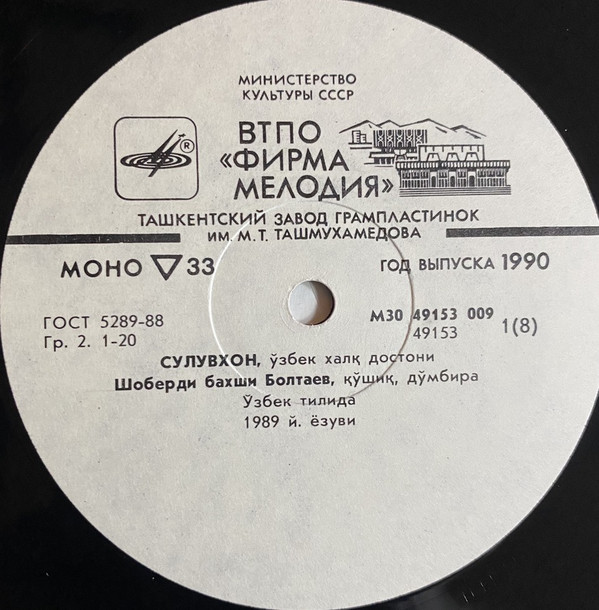 МИНИСТЕРСТВО
КУЛЬТУРЫ СССР
ВТПО
«ФИРМА
МЕЛОДИЯ»
®
ТАШКЕНТСКИЙ ЗАВОД ГРАМПЛАСТИНОК
ИМ. М. Т. ТАШМУХАМЕДОВА
МОНО ▽ 33
ГОД ВЫПУСКА 1990
ГОСТ 5289-88
Гр. 2. 1-20
М30 49153 009
49153
1(8)
СУЛУВХОН, ўзбек халқ достони
Шоберди бахши Болтаев, қўшиқ, дўмбира
Ўзбек тилида
1989 й. ёзуви